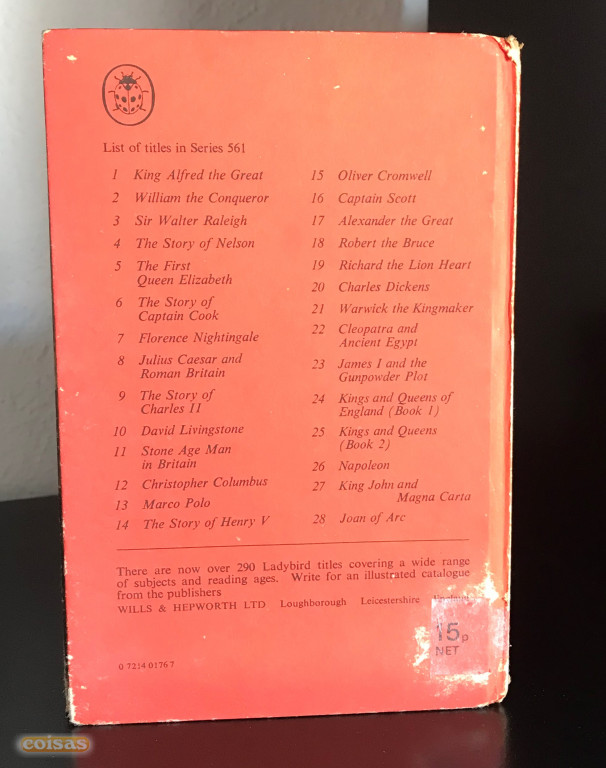 List of titles in Series 561
1 King Alfred the Great
2 William the Conqueror
3 Sir Walter Raleigh
4 The Story of Nelson
5 The First
Queen Elizabeth
6 The Story of
Captain Cook
7 Florence Nightingale
8 Julius Caesar and
Roman Britain
9 The Story of
Charles II
10 David Livingstone
11 Stone Age Man
in Britain
12 Christopher Columbus
13 Marco Polo
14 The Story of Henry V
15 Oliver Cromwell
16 Captain Scott
17 Alexander the Great
18 Robert the Bruce
19 Richard the Lion Heart
20 Charles Dickens
21 Warwick the Kingmaker
22 Cleopatra and
Ancient Egypt
23 James I and the
Gunpowder Plot
24 Kings and Queens of
England (Book 1)
25 Kings and Queens
(Book 2)
26 Napoleon
27 King John and
Magna Carta
28 Joan of Arc
There are now over 290 Ladybird titles covering a wide range
of subjects and reading ages. Write for an illustrated catalogue
from the publishers
WILLS & HEPWORTH LTD Loughborough Leicestershire
15p
NET
0 7214 0176 7
coisas